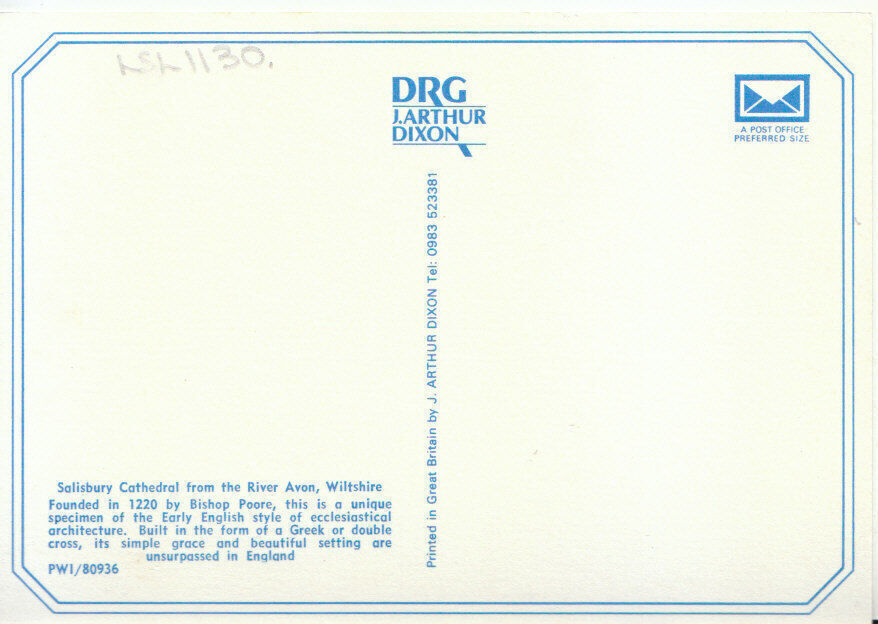 LSL1130.
DRG
J.ARTHUR
DIXON
A POST OFFICE
PREFERRED SIZE
Printed in Great Britain by J. ARTHUR DIXON Tel: 0983 523381
Salisbury Cathedral from the River Avon, Wiltshire
Founded in 1220 by Bishop Poore, this is a unique
specimen of the Early English style of ecclesiastical
architecture. Built in the form of a Greek or double
cross, its simple grace and beautiful setting are
unsurpassed in England
PWI/80936